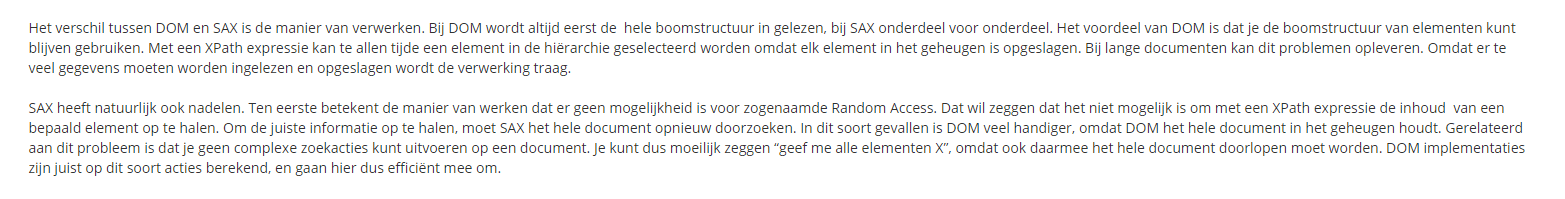 Het verschil tussen DOM en SAX is de manier van verwerken. Bij DOM wordt altijd eerst de  hele boomstructuur in gelezen, bij SAX onderdeel voor onderdeel. Het voordeel van DOM is dat je de boomstructuur van elementen kunt
blijven gebruiken. Met een XPath expressie kan te allen tijde een element in de hiërarchie geselecteerd worden omdat elk element in het geheugen is opgeslagen. Bij lange documenten kan dit problemen opleveren. Omdat er te
veel gegevens moeten worden ingelezen en opgeslagen wordt de verwerking traag.

SAX heeft natuurlijk ook nadelen. Ten eerste betekent de manier van werken dat er geen mogelijkheid is voor zogenaamde Random Access. Dat wil zeggen dat het niet mogelijk is om met een XPath expressie de inhoud  van een
bepaald element op te halen. Om de juiste informatie op te halen, moet SAX het hele document opnieuw doorzoeken. In dit soort gevallen is DOM veel handiger, omdat DOM het hele document in het geheugen houdt. Gerelateerd
aan dit probleem is dat je geen complexe zoekacties kunt uitvoeren op een document. Je kunt dus moeilijk zeggen “geef me alle elementen X”, omdat ook daarmee het hele document doorlopen moet worden. DOM implementaties
zijn juist op dit soort acties berekend, en gaan hier dus efficiënt mee om.